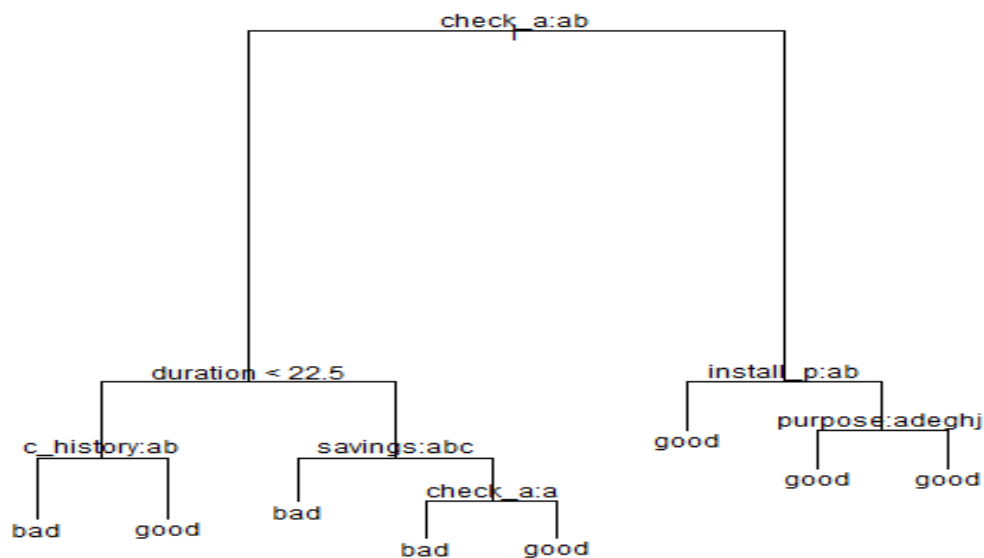 check_a:ab
duration < 22.5
install_p:ab
c_history:ab
savings:abc
good
purpose:adeghj
bad
good
bad
check_a:a
good
good
bad
good